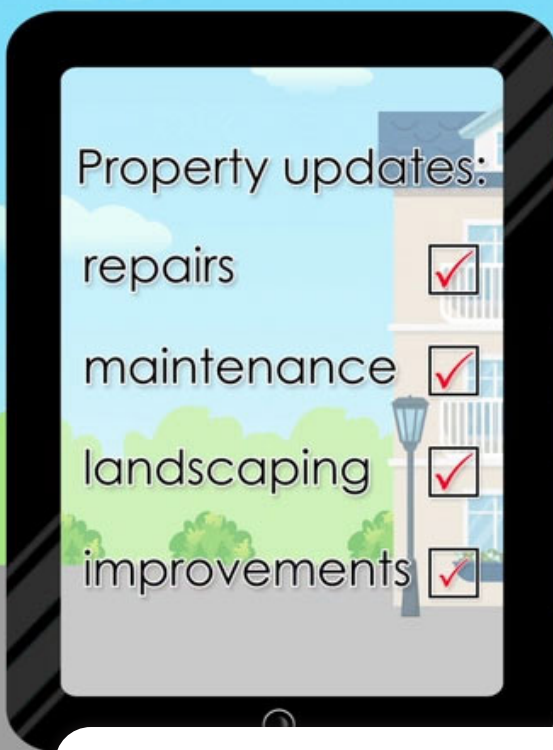 Property updates:
repairs
maintenance
landscaping
improvements